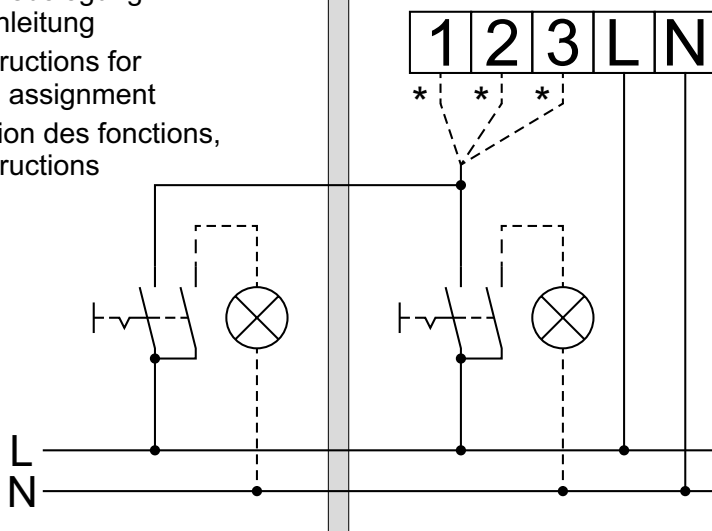 nleitung
ructions for
assignment
ion des fonctions,
ructions
1 2 3 L N
* * *
L
N